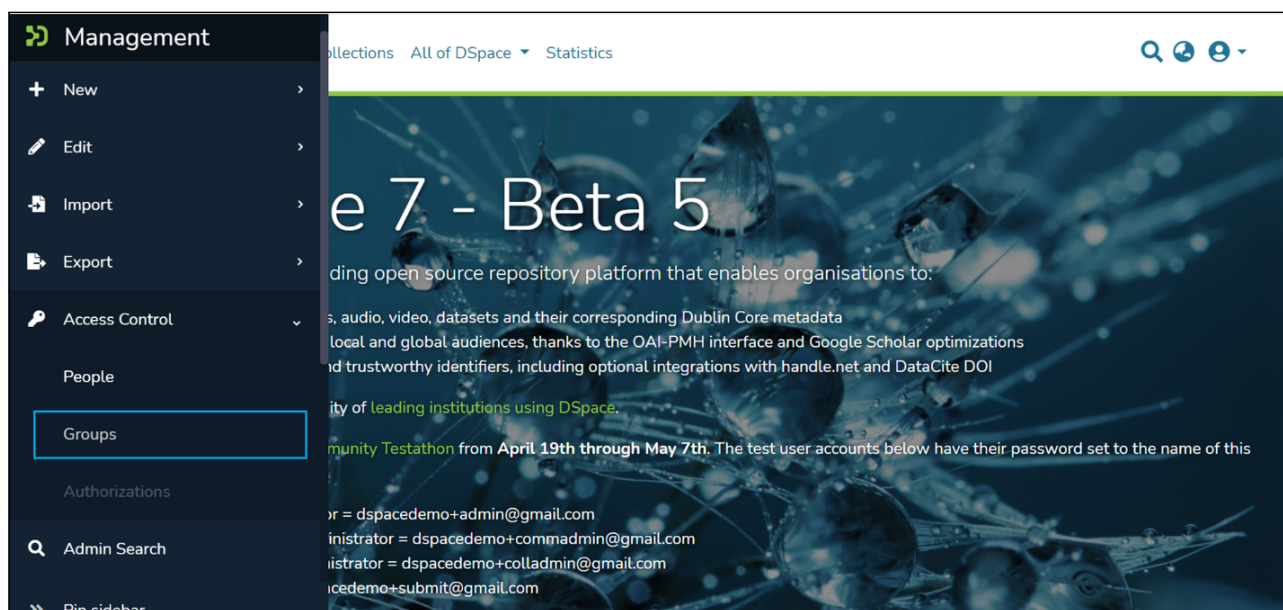 Management
New
Edit
Import
Export
Access Control
People
Groups
Authorizations
Admin Search
Pin sidebar
All of DSpace
Statistics
e 7 - Beta 5
ding open source repository platform that enables organisations to:
s, audio, video, datasets and their corresponding Dublin Core metadata
local and global audiences, thanks to the OAI-PMH interface and Google Scholar optimizations
nd trustworthy identifiers, including optional integrations with handle.net and DataCite DOI
ity of leading institutions using DSpace.
munity Testathon from April 19th through May 7th. The test user accounts below have their password set to the name of this
or = dspacedemo+admin@gmail.com
inistrator = dspacedemo+commadmin@gmail.com
istrator = dspacedemo+colladmin@gmail.com
acedemo+submit@gmail.com